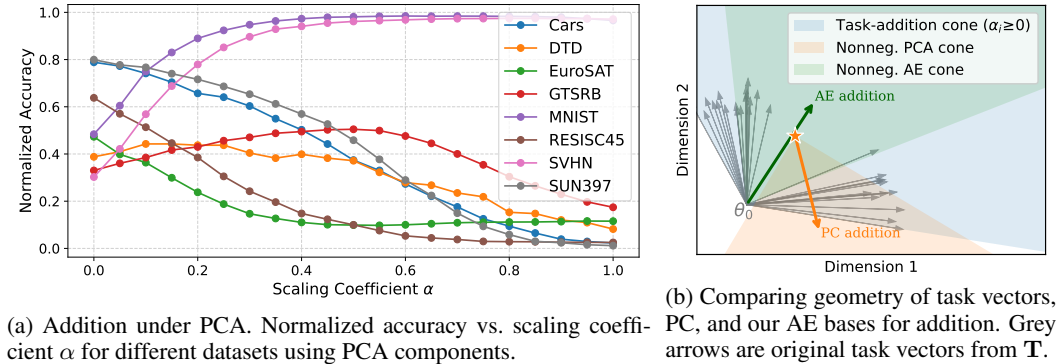 1.0
0.8
0.6
0.4
0.2
0.0
Normalized Accuracy
0.0 0.2 0.4 0.6 0.8 1.0
Scaling Coefficient α
Cars
DTD
EuroSAT
GTSRB
MNIST
RESISC45
SVHN
SUN397
(a) Addition under PCA. Normalized accuracy vs. scaling coeffi-
cient α for different datasets using PCA components.
Task-addition cone (αᵢ≥0)
Nonneg. PCA cone
Nonneg. AE cone
AE addition
θ₀
PC addition
Dimension 2
Dimension 1
(b) Comparing geometry of task vectors,
PC, and our AE bases for addition. Grey
arrows are original task vectors from T.